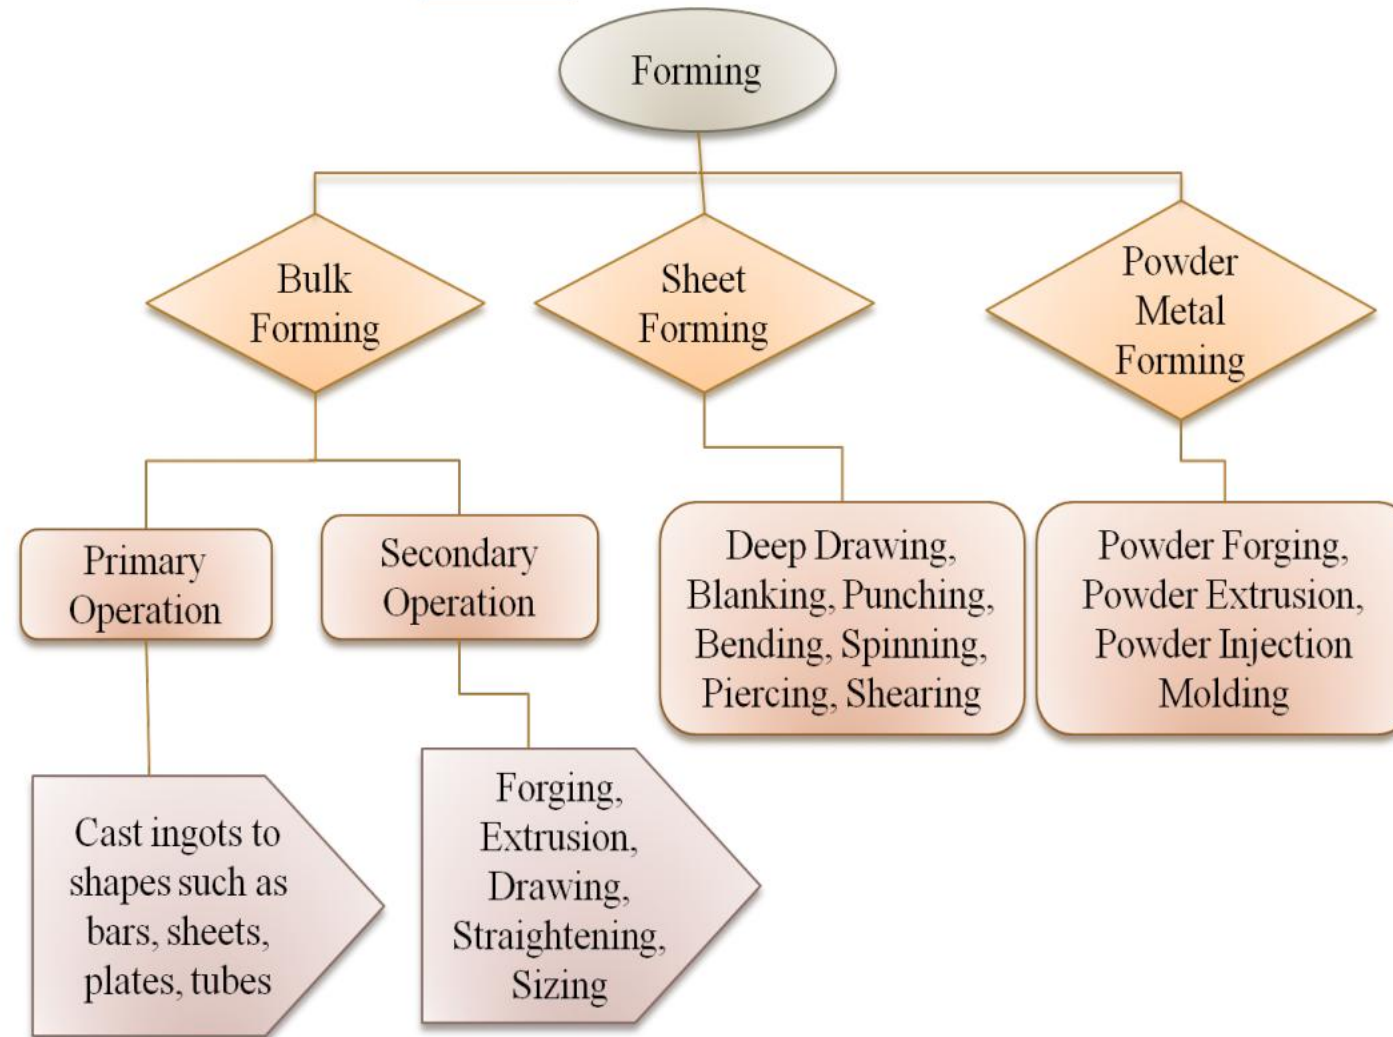 Forming
Bulk
Forming
Sheet
Forming
Powder
Metal
Forming
Primary
Operation
Secondary
Operation
Deep Drawing,
Blanking, Punching,
Bending, Spinning,
Piercing, Shearing
Powder Forging,
Powder Extrusion,
Powder Injection
Molding
Cast ingots to
shapes such as
bars, sheets,
plates, tubes
Forging,
Extrusion,
Drawing,
Straightening,
Sizing